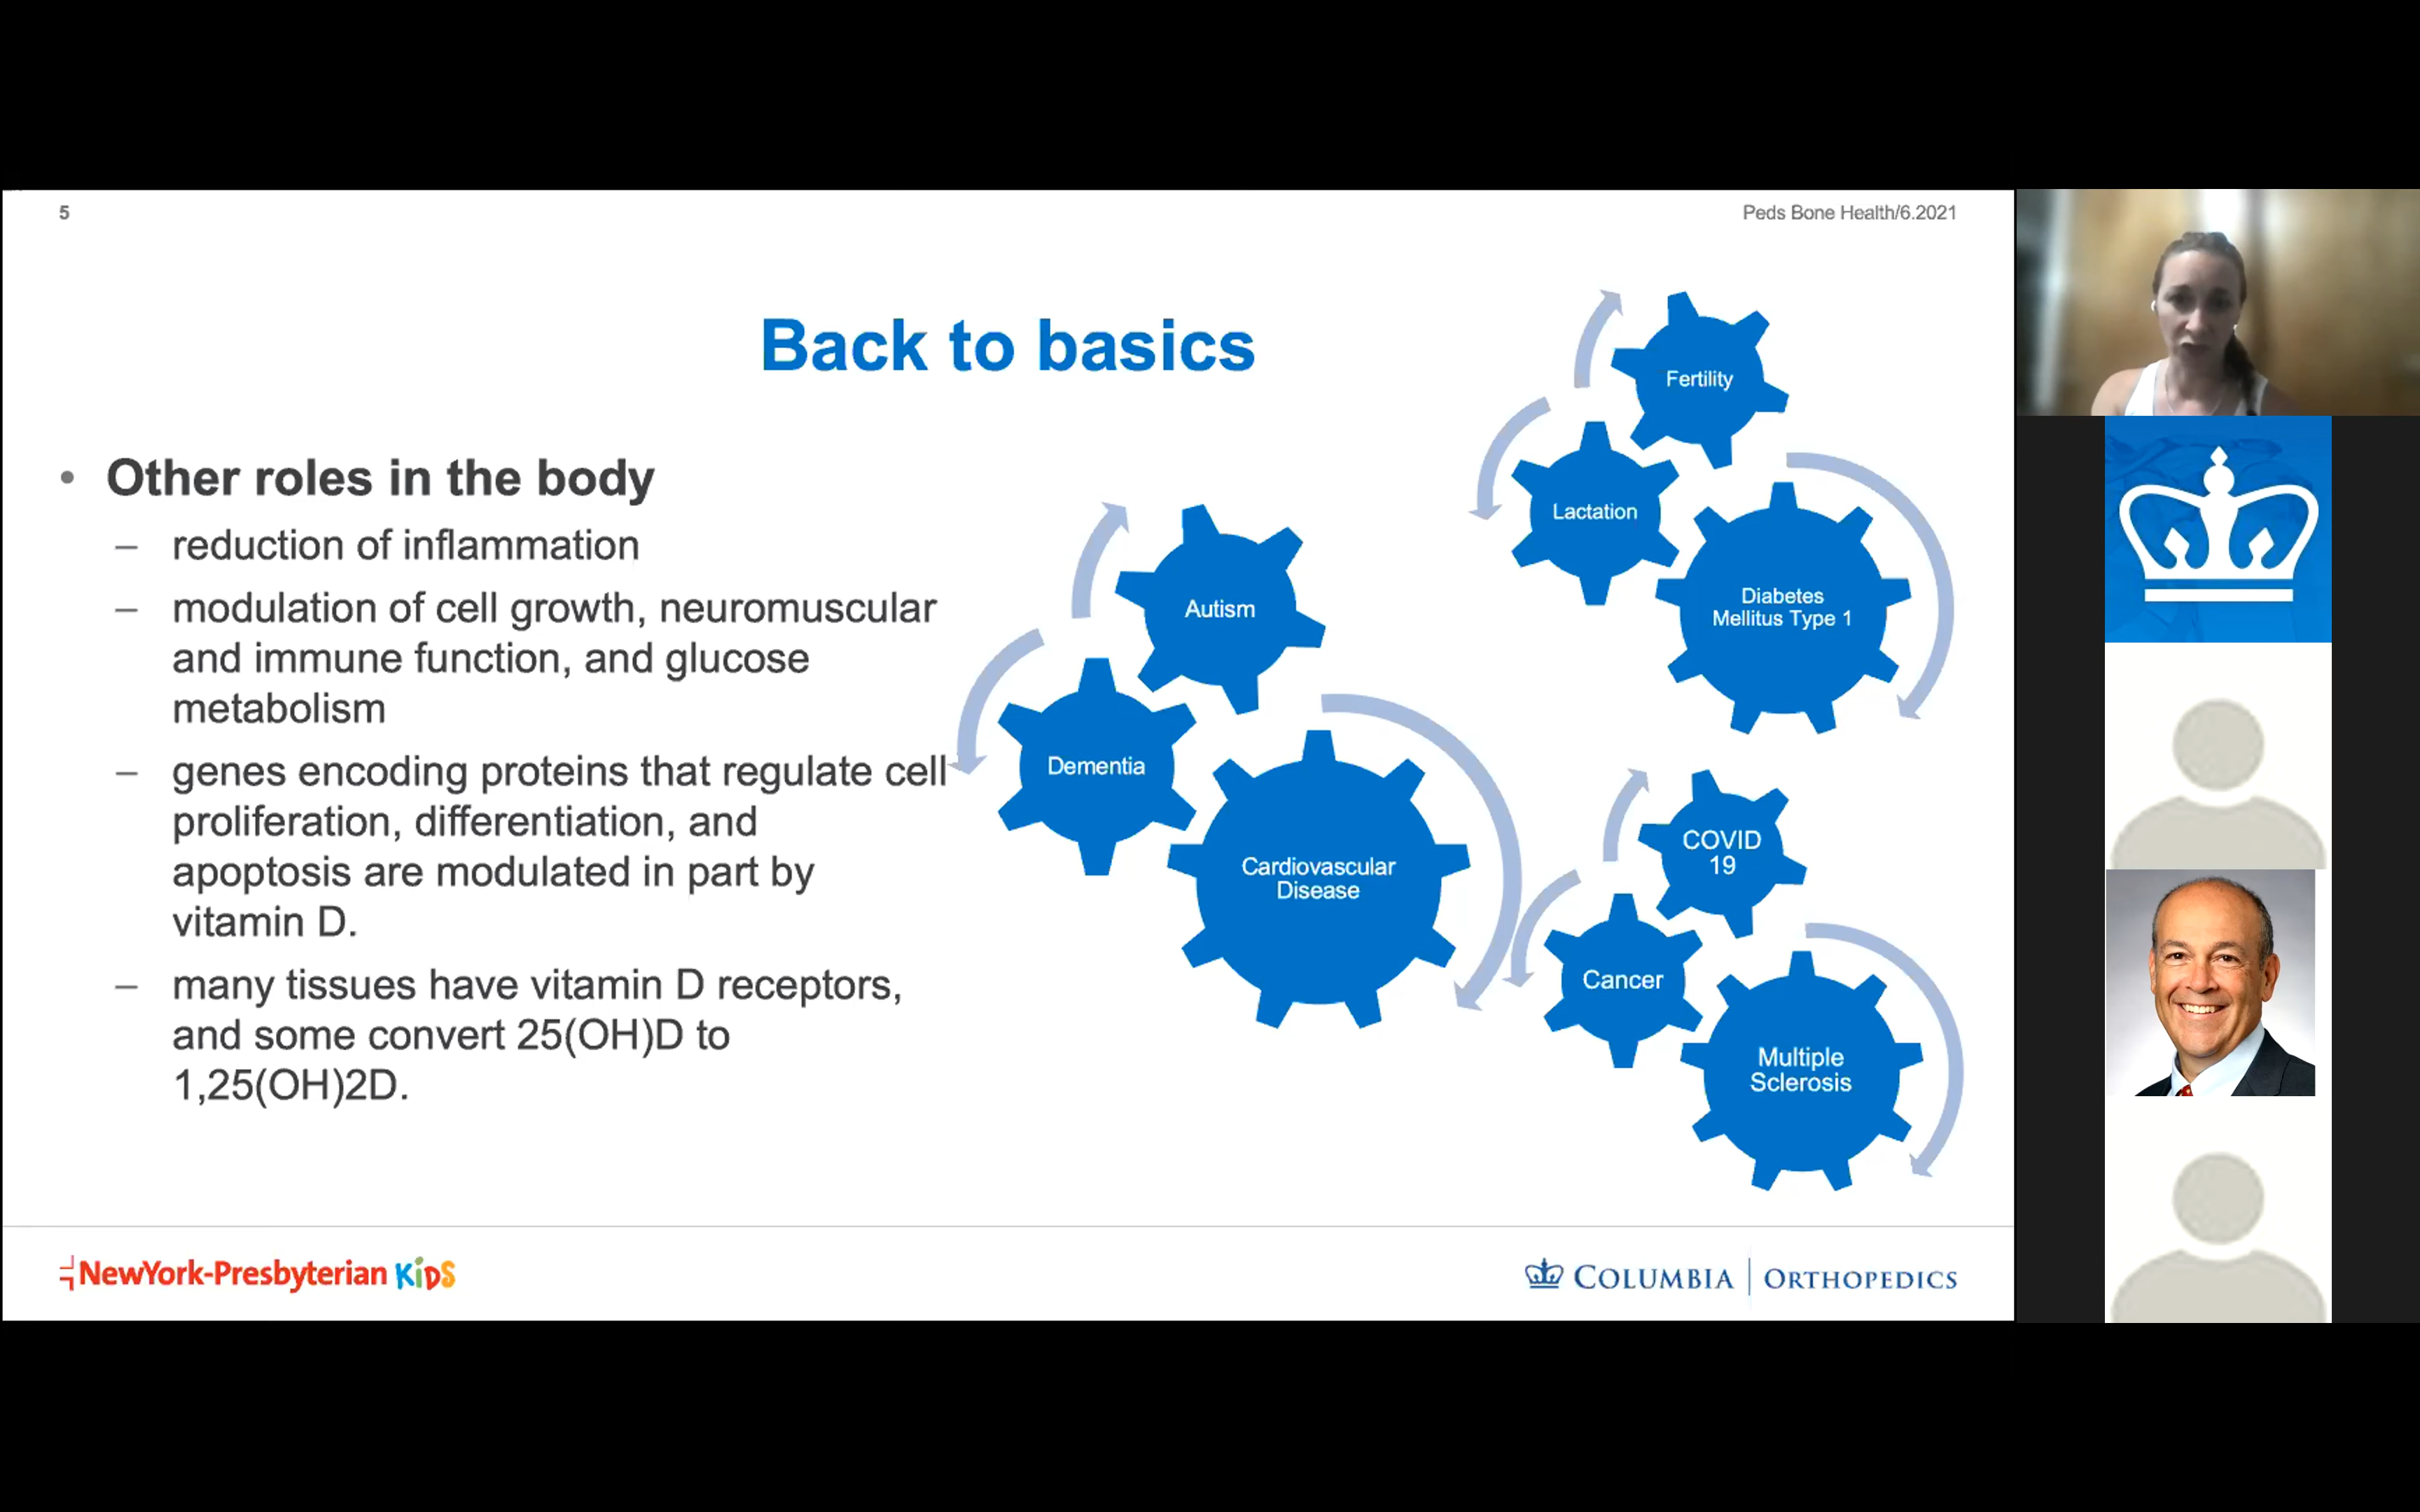 5
Peds Bone Health/6.2021
Back to basics
• Other roles in the body
– reduction of inflammation
– modulation of cell growth, neuromuscular
and immune function, and glucose
metabolism
– genes encoding proteins that regulate cell
proliferation, differentiation, and
apoptosis are modulated in part by
vitamin D.
– many tissues have vitamin D receptors,
and some convert 25(OH)D to
1,25(OH)2D.
Autism
Dementia
Cardiovascular
Disease
Fertility
Lactation
Diabetes
Mellitus Type 1
COVID
19
Cancer
Multiple
Sclerosis
NewYork-Presbyterian KiDS
COLUMBIA | ORTHOPEDICS